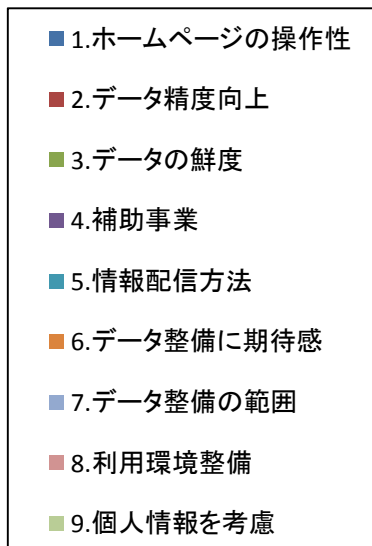 1.ホームページの操作性
2.データ精度向上
3.データの鮮度
4.補助事業
5.情報配信方法
6.データ整備に期待感
7.データ整備の範囲
8.利用環境整備
9.個人情報を考慮